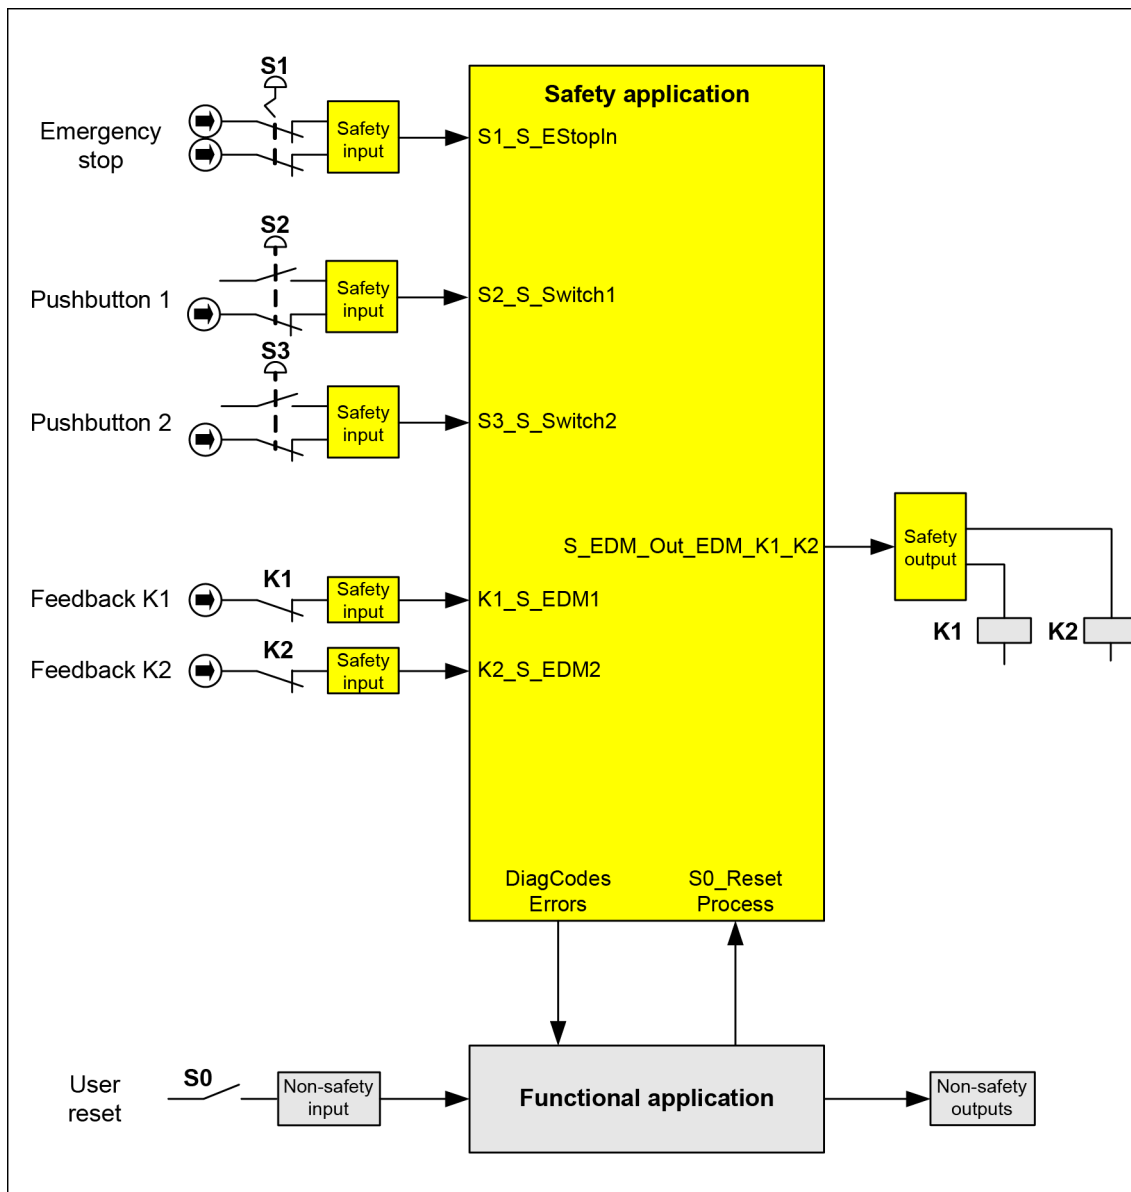 Safety application
S1
Emergency
stop
Safety
input
S1_S_EStopIn
S2
Pushbutton 1
Safety
input
S2_S_Switch1
S3
Pushbutton 2
Safety
input
S3_S_Switch2
S_EDM_Out_EDM_K1_K2
Safety
output
K1
K2
Feedback K1
K1
Safety
input
K1_S_EDM1
Feedback K2
K2
Safety
input
K2_S_EDM2
DiagCodes
Errors
S0_Reset
Process
User
reset
S0
Non-safety
input
Functional application
Non-safety
outputs